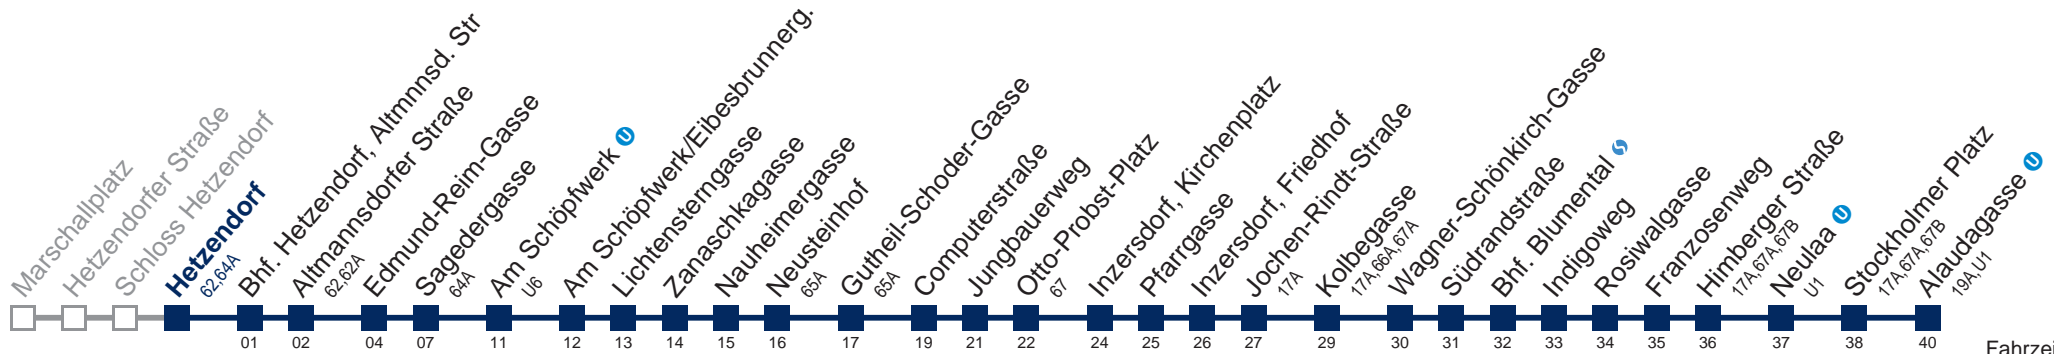 Marschallplatz
Hetzendorfer Straße
Schloss Hetzendorf
Hetzendorf
62,64A
Bhf. Hetzendorf, Altmnnsd. Str
01
Altmannsdorfer Straße
62,62A
02
Edmund-Reim-Gasse
04
Sagedergasse
64A
07
Am Schöpfwerk U
U6
11
Am Schöpfwerk/Eibesbrunnerg.
12
Lichtensterngasse
13
Zanaschkagasse
14
Nauheimergasse
15
Neusteinhof
65A
16
Gutheil-Schoder-Gasse
65A
17
Computerstraße
19
Jungbauerweg
21
Otto-Probst-Platz
67
22
Inzersdorf, Kirchenplatz
24
Pfarrgasse
25
Inzersdorf, Friedhof
26
Jochen-Rindt-Straße
17A
27
Kolbegasse
17A,66A,67A
29
Wagner-Schönkirch-Gasse
30
Südrandstraße
31
Bhf. Blumental S
32
Indigoweg
33
Rosiwalgasse
34
Franzosenweg
35
Himberger Straße
17A,67A,67B
36
Neulaa U
U1
37
Stockholmer Platz
17A,67A,67B
38
Alaudagasse U
19A,U1
40